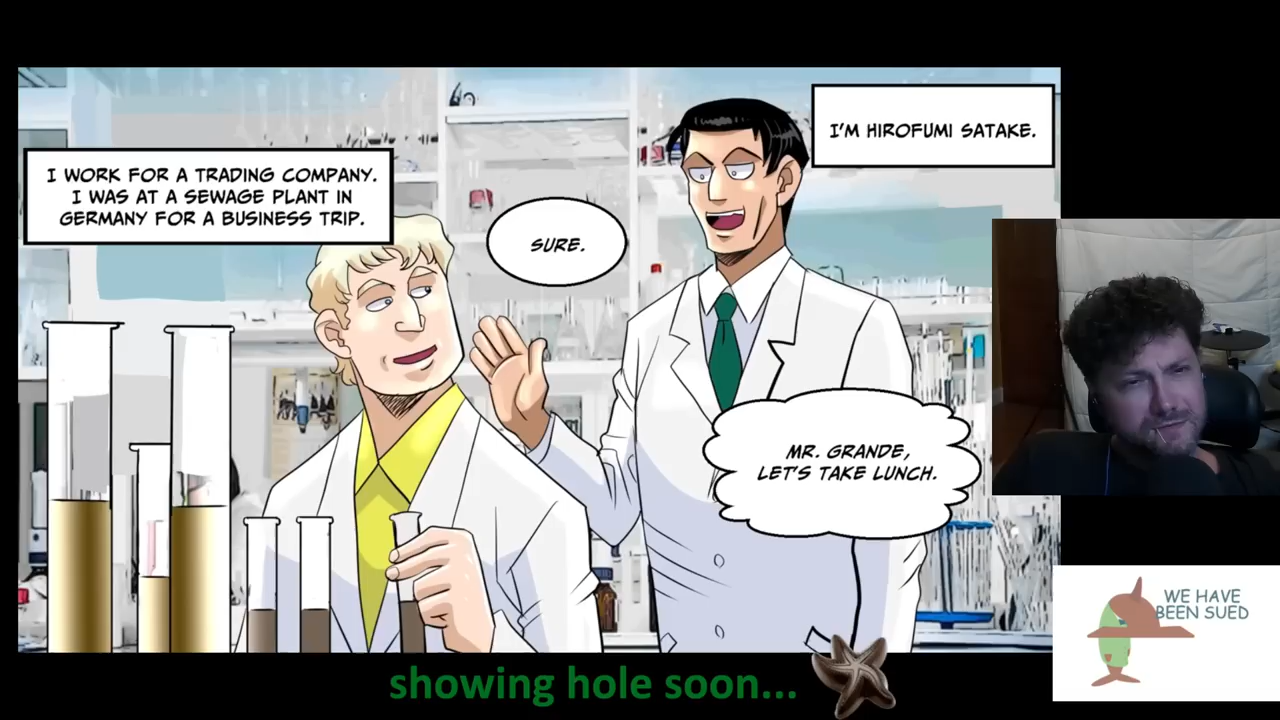 I'M HIROFUMI SATAKE.
I WORK FOR A TRADING COMPANY.
I WAS AT A SEWAGE PLANT IN
GERMANY FOR A BUSINESS TRIP.
SURE.
MR. GRANDE,
LET'S TAKE LUNCH.
WE HAVE
BEEN SUED
showing hole soon...